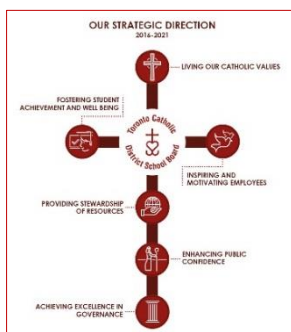 OUR STRATEGIC DIRECTION
2016-2021
LIVING OUR CATHOLIC VALUES
FOSTERING STUDENT
ACHIEVEMENT AND WELL BEING
Toronto Catholic
District School Board
INSPIRING AND
MOTIVATING EMPLOYEES
PROVIDING STEWARDSHIP
OF RESOURCES
ENHANCING PUBLIC
CONFIDENCE
ACHIEVING EXCELLENCE IN
GOVERNANCE